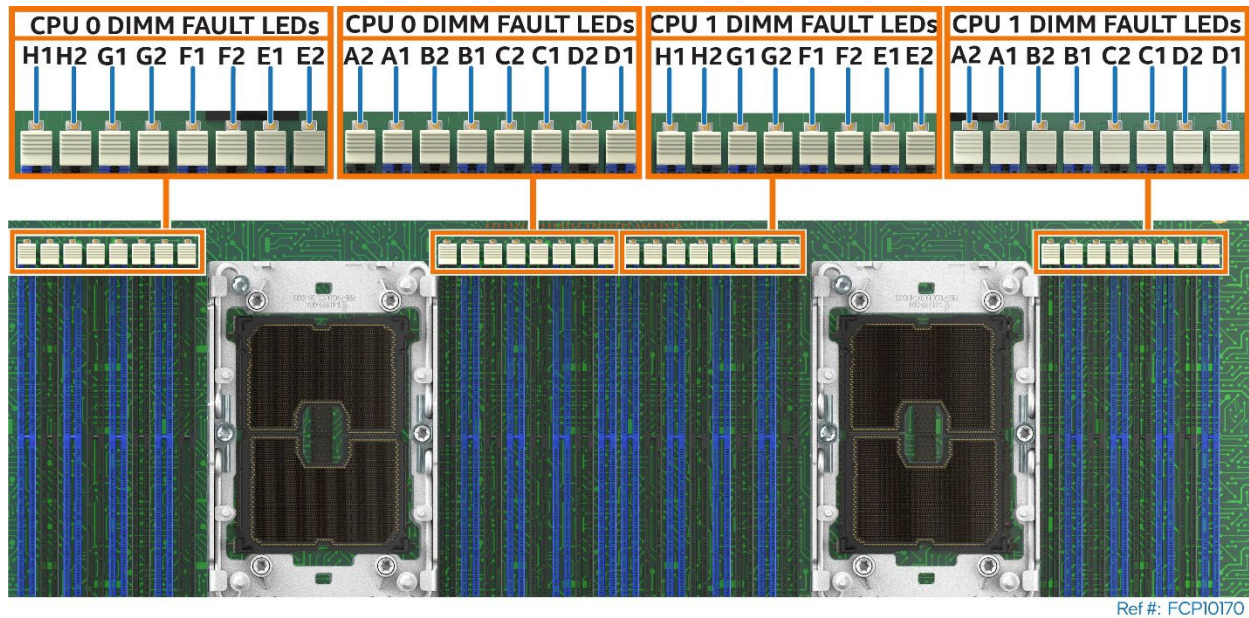 CPU 0 DIMM FAULT LEDs
H1 H2 G1 G2 F1 F2 E1 E2
CPU 0 DIMM FAULT LEDs
A2 A1 B2 B1 C2 C1 D2 D1
CPU 1 DIMM FAULT LEDs
H1 H2 G1 G2 F1 F2 E1 E2
CPU 1 DIMM FAULT LEDs
A2 A1 B2 B1 C2 C1 D2 D1
Ref #: FCP10170